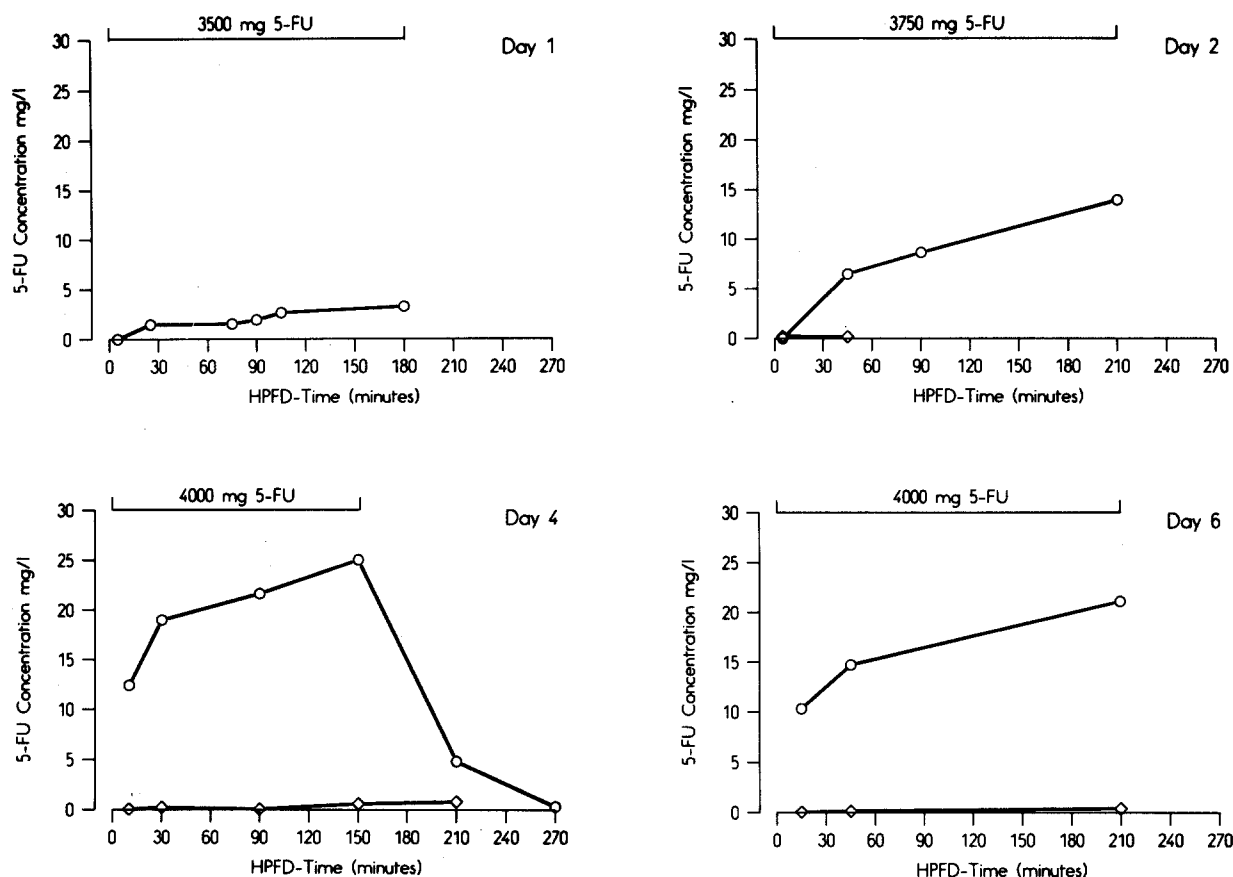 3500 mg 5-FU
Day 1
30
25
20
15
10
5
0
5-FU Concentration mg/l
0 30 60 90 120 150 180 210 240 270
HPFD-Time (minutes)
3750 mg 5-FU
Day 2
30
25
20
15
10
5
0
5-FU Concentration mg/l
0 30 60 90 120 150 180 210 240 270
HPFD-Time (minutes)
4000 mg 5-FU
Day 4
30
25
20
15
10
5
0
5-FU Concentration mg/l
0 30 60 90 120 150 180 210 240 270
HPFD-Time (minutes)
4000 mg 5-FU
Day 6
30
25
20
15
10
5
0
5-FU Concentration mg/l
0 30 60 90 120 150 180 210 240 270
HPFD-Time (minutes)